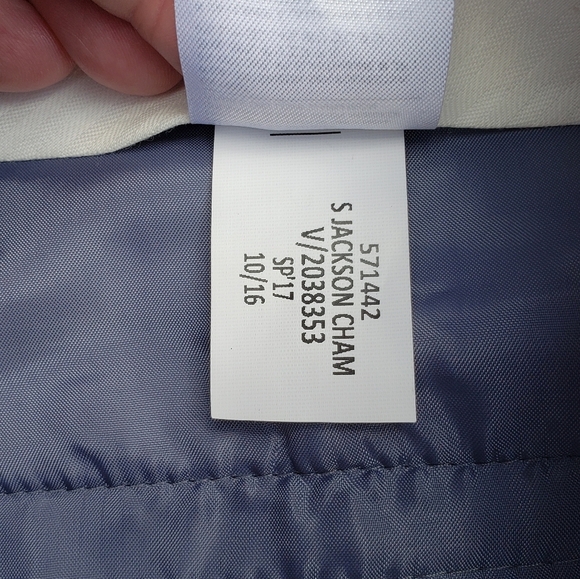 571442
S JACKSON CHAM
V/2038353
SP'17
10/16